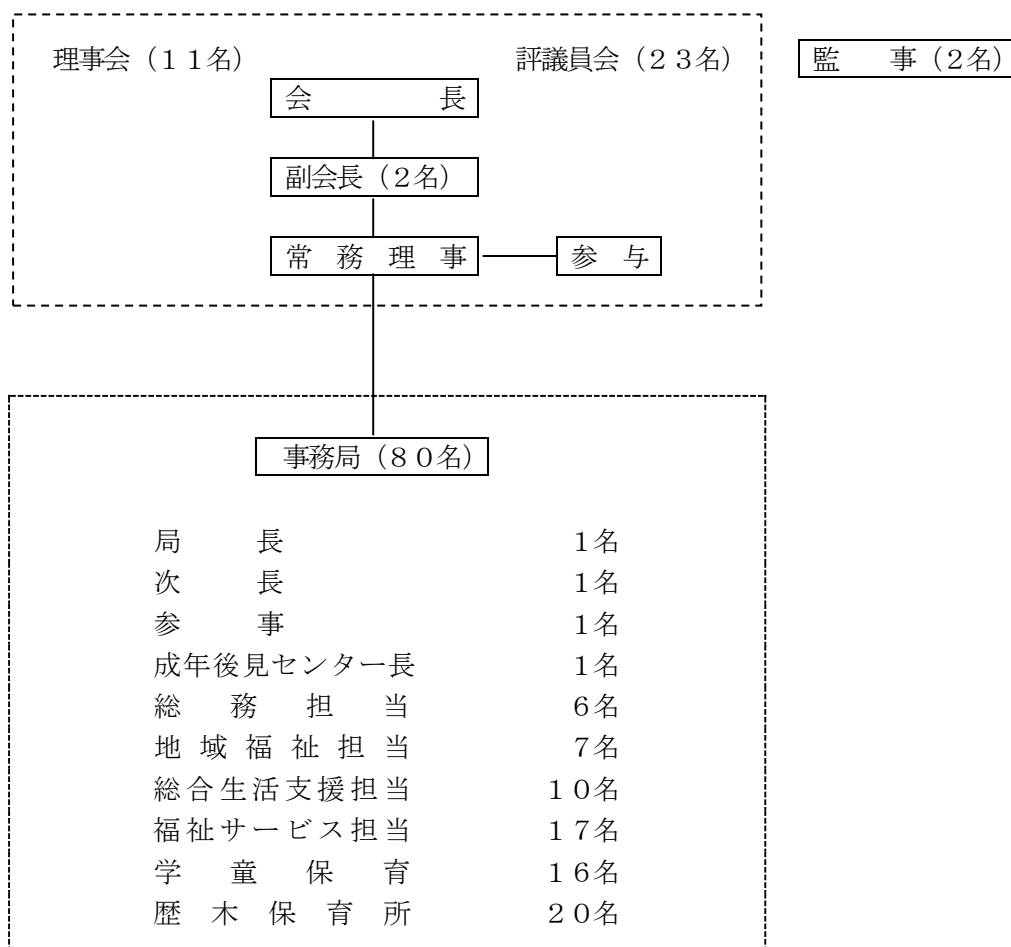 理事会（１１名） 評議員会（２３名） 監　事（2名）
会　　　長
副会長（2名）
常 務 理 事 参 与
事務局（８０名）
局　　長　１名
次　　長　１名
参　　事　１名
成年後見センター長　１名
総　務　担　当　６名
地 域 福 祉 担 当　７名
総合生活支援担当　１０名
福祉サービス担当　１７名
学　童　保　育　１６名
歴 木 保 育 所　２０名